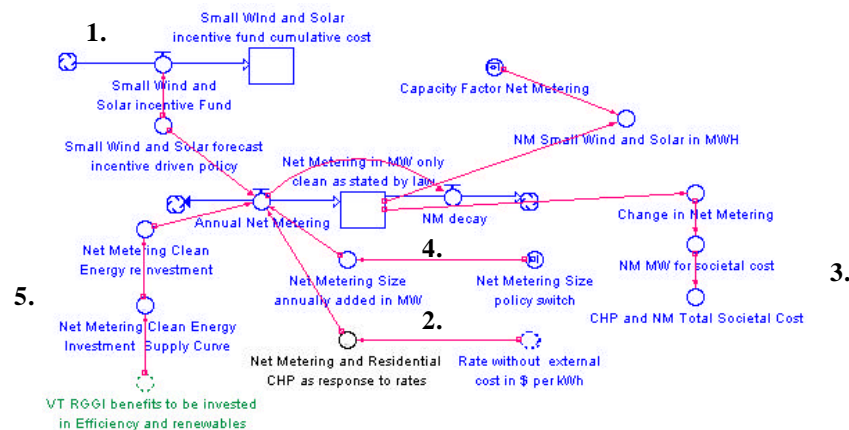 Small WInd and Solar
incentive fund cumulative cost
1.
Small Wind and
Solar incentive Fund
Capacity Factor Net Metering
NM Small Wind and Solar in MWH
Small Wind and Solar forecast
incentive driven policy
Net Metering in MW only
clean as stated by law
Annual Net Metering
NM decay
Change in Net Metering
Net Metering Clean
Energy reinvestment
4.
Net Metering Size
annually added in MW
Net Metering Size
policy switch
NM MW for societal cost
3.
5.
CHP and NM Total Societal Cost
Net Metering Clean Energy
Investment Supply Curve
2.
Net Metering and Residential
CHP as response to rates
Rate without external
cost in $ per kWh
VT RGGI benefits to be invested
in Efficiency and renewables